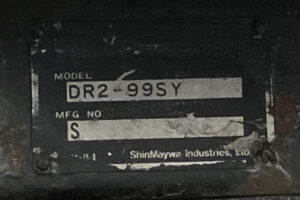 MODEL
DR2-99SY
MFG NO
S
ShinMaywa Industries, Ltd.